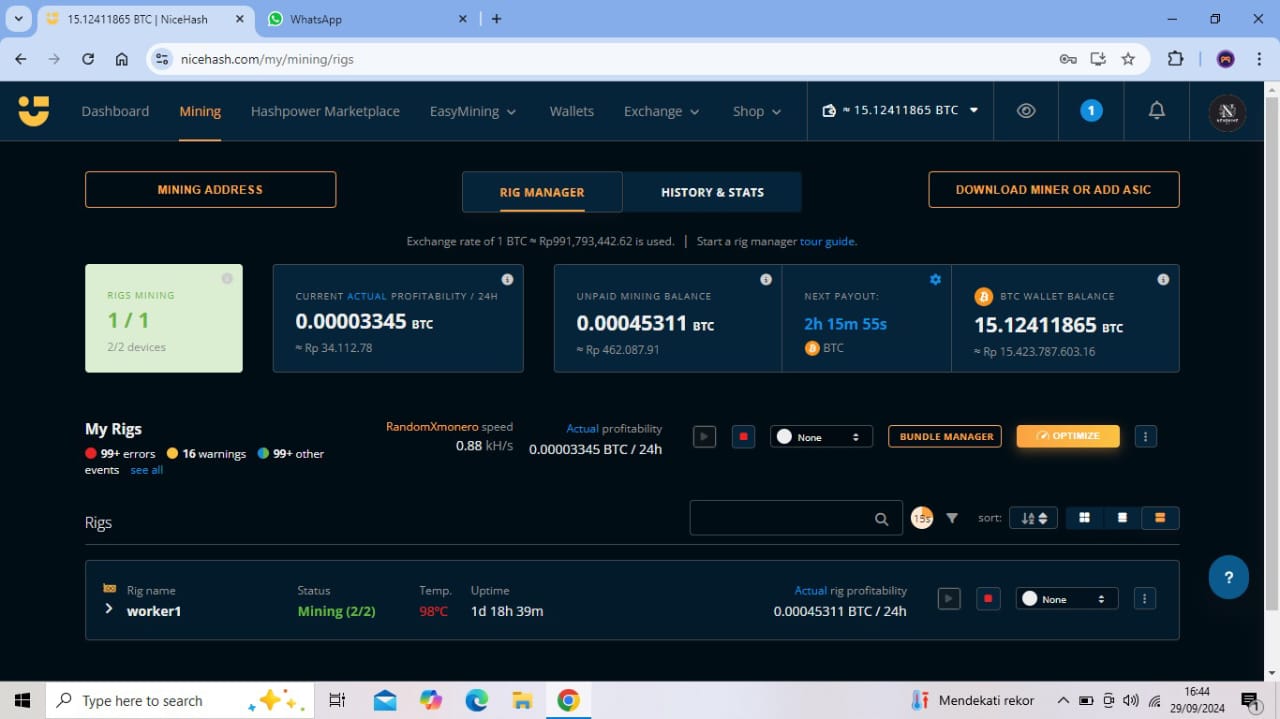 15.12411865 BTC | NiceHash
WhatsApp
nicehash.com/my/mining/rigs
Dashboard Mining Hashpower Marketplace EasyMining Wallets Exchange Shop ≈ 15.12411865 BTC 1 N
MINING ADDRESS RIG MANAGER HISTORY & STATS DOWNLOAD MINER OR ADD ASIC
Exchange rate of 1 BTC ≈ Rp991,793,442.62 is used. | Start a rig manager tour guide.
RIGS MINING
1 / 1
2/2 devices
CURRENT ACTUAL PROFITABILITY / 24H
0.00003345 BTC
≈ Rp 34.112.78
UNPAID MINING BALANCE
0.00045311 BTC
≈ Rp 462.087.91
NEXT PAYOUT:
2h 15m 55s
BTC
BTC WALLET BALANCE
15.12411865 BTC
≈ Rp 15.423.787.603.16
My Rigs
99+ errors 16 warnings 99+ other
events see all
RandomXmonero speed
0.88 kH/s
Actual profitability
0.00003345 BTC / 24h
None BUNDLE MANAGER OPTIMIZE
Rigs
15s sort:
Rig name
worker1
Status
Mining (2/2)
Temp.
98°C
Uptime
1d 18h 39m
Actual rig profitability
0.00045311 BTC / 24h
None
?
Type here to search
Mendekati rekor
16:44
29/09/2024
1